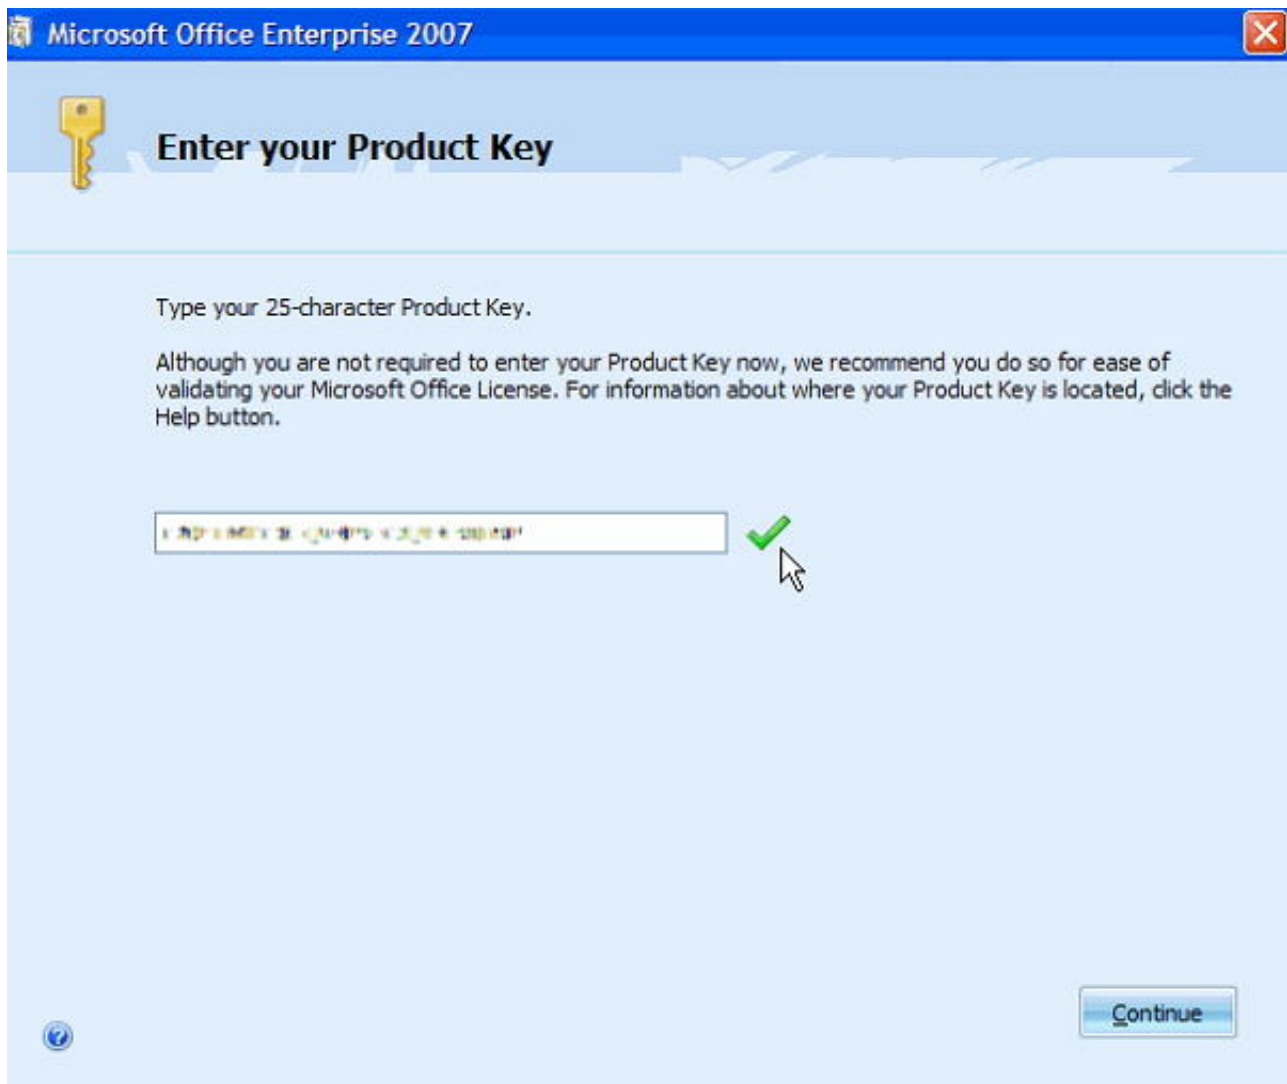 Microsoft Office Enterprise 2007
Enter your Product Key
Type your 25-character Product Key.
Although you are not required to enter your Product Key now, we recommend you do so for ease of
validating your Microsoft Office License. For information about where your Product Key is located, click the
Help button.
Continue